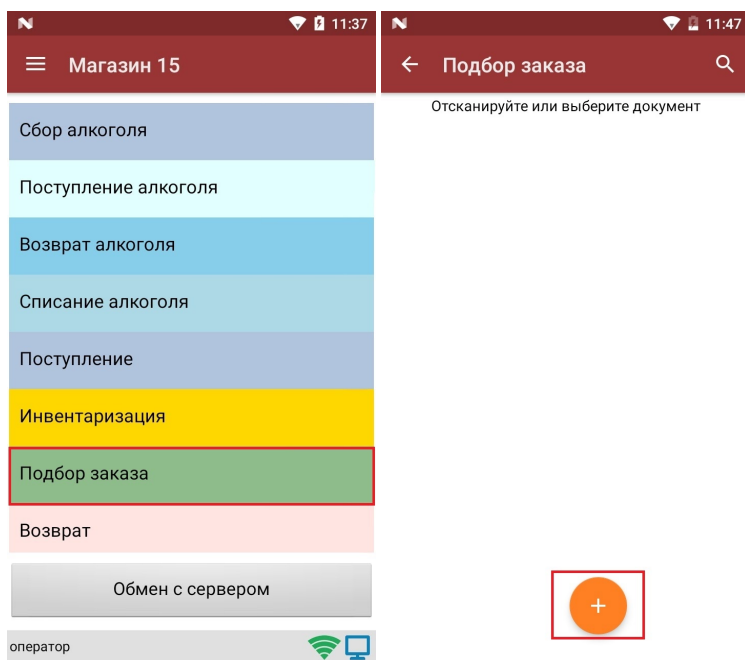 11:37
Магазин 15
Сбор алкоголя
Поступление алкоголя
Возврат алкоголя
Списание алкоголя
Поступление
Инвентаризация
Подбор заказа
Возврат
Обмен с сервером
оператор
11:47
Подбор заказа
Отсканируйте или выберите документ
+